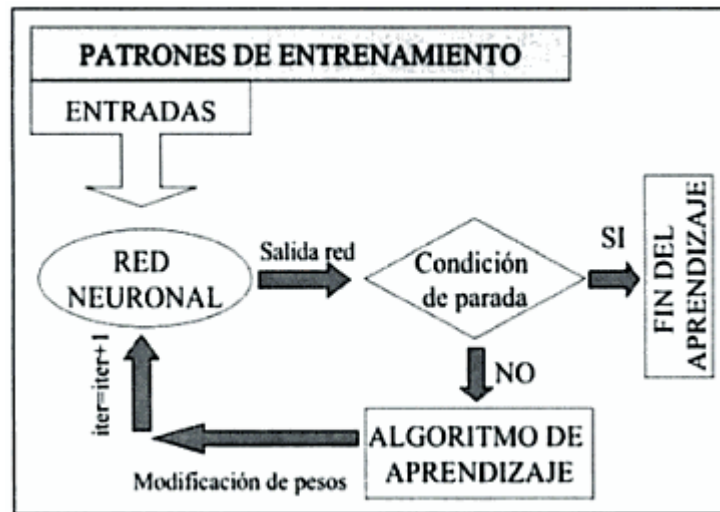 PATRONES DE ENTRENAMIENTO
ENTRADAS
RED
NEURONAL
Salida red
Condición
de parada
SI
FIN DEL
APRENDIZAJE
NO
ALGORITMO DE
APRENDIZAJE
Modificación de pesos
iter=iter+1